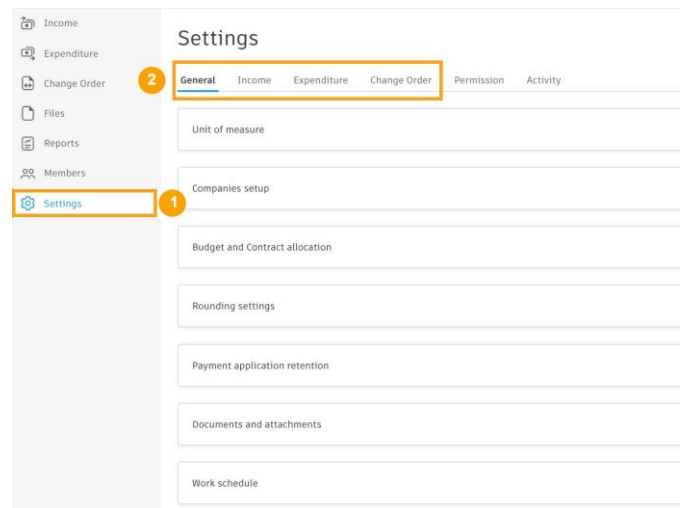 Income
Expenditure
Change Order
Files
Reports
Members
Settings
1
Settings
2
General Income Expenditure Change Order Permission Activity
Unit of measure
Companies setup
Budget and Contract allocation
Rounding settings
Payment application retention
Documents and attachments
Work schedule